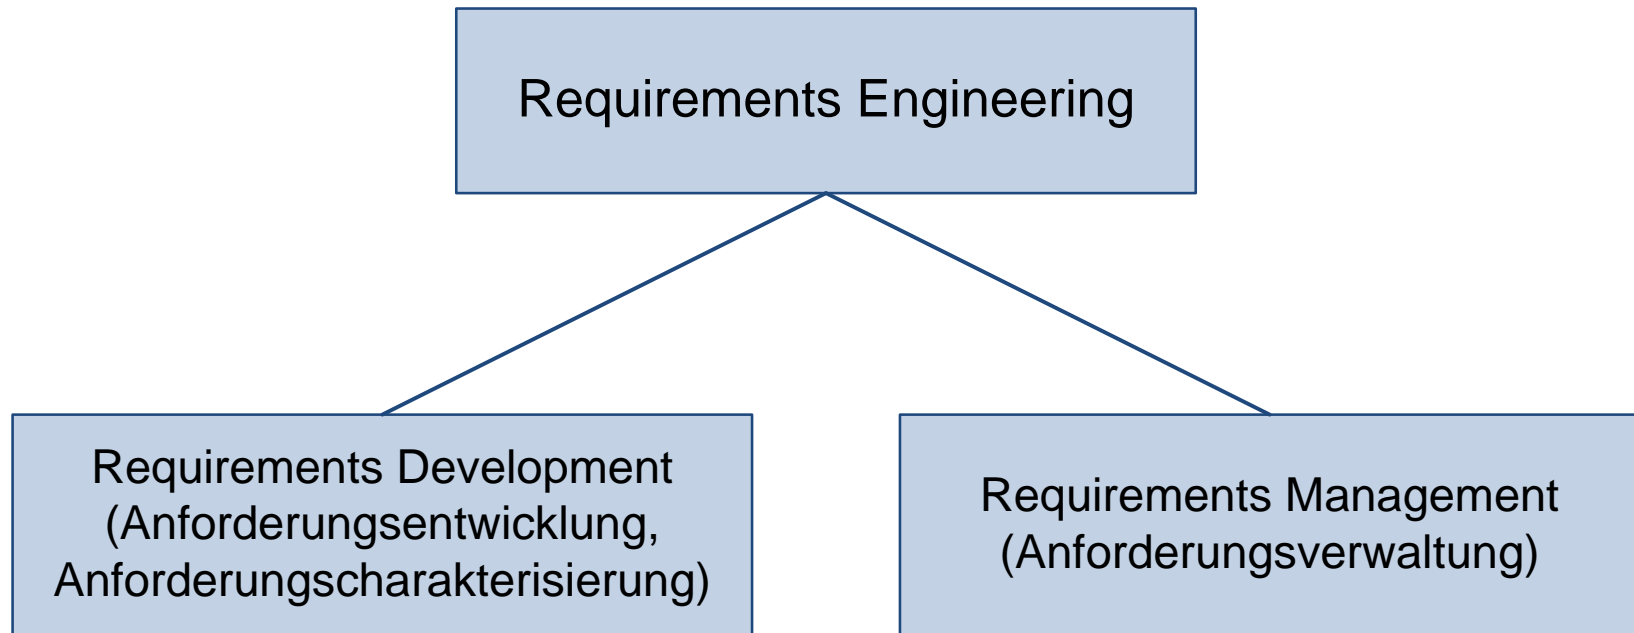 Requirements Engineering
Requirements Development
(Anforderungsentwicklung,
Anforderungscharakterisierung)
Requirements Management
(Anforderungsverwaltung)